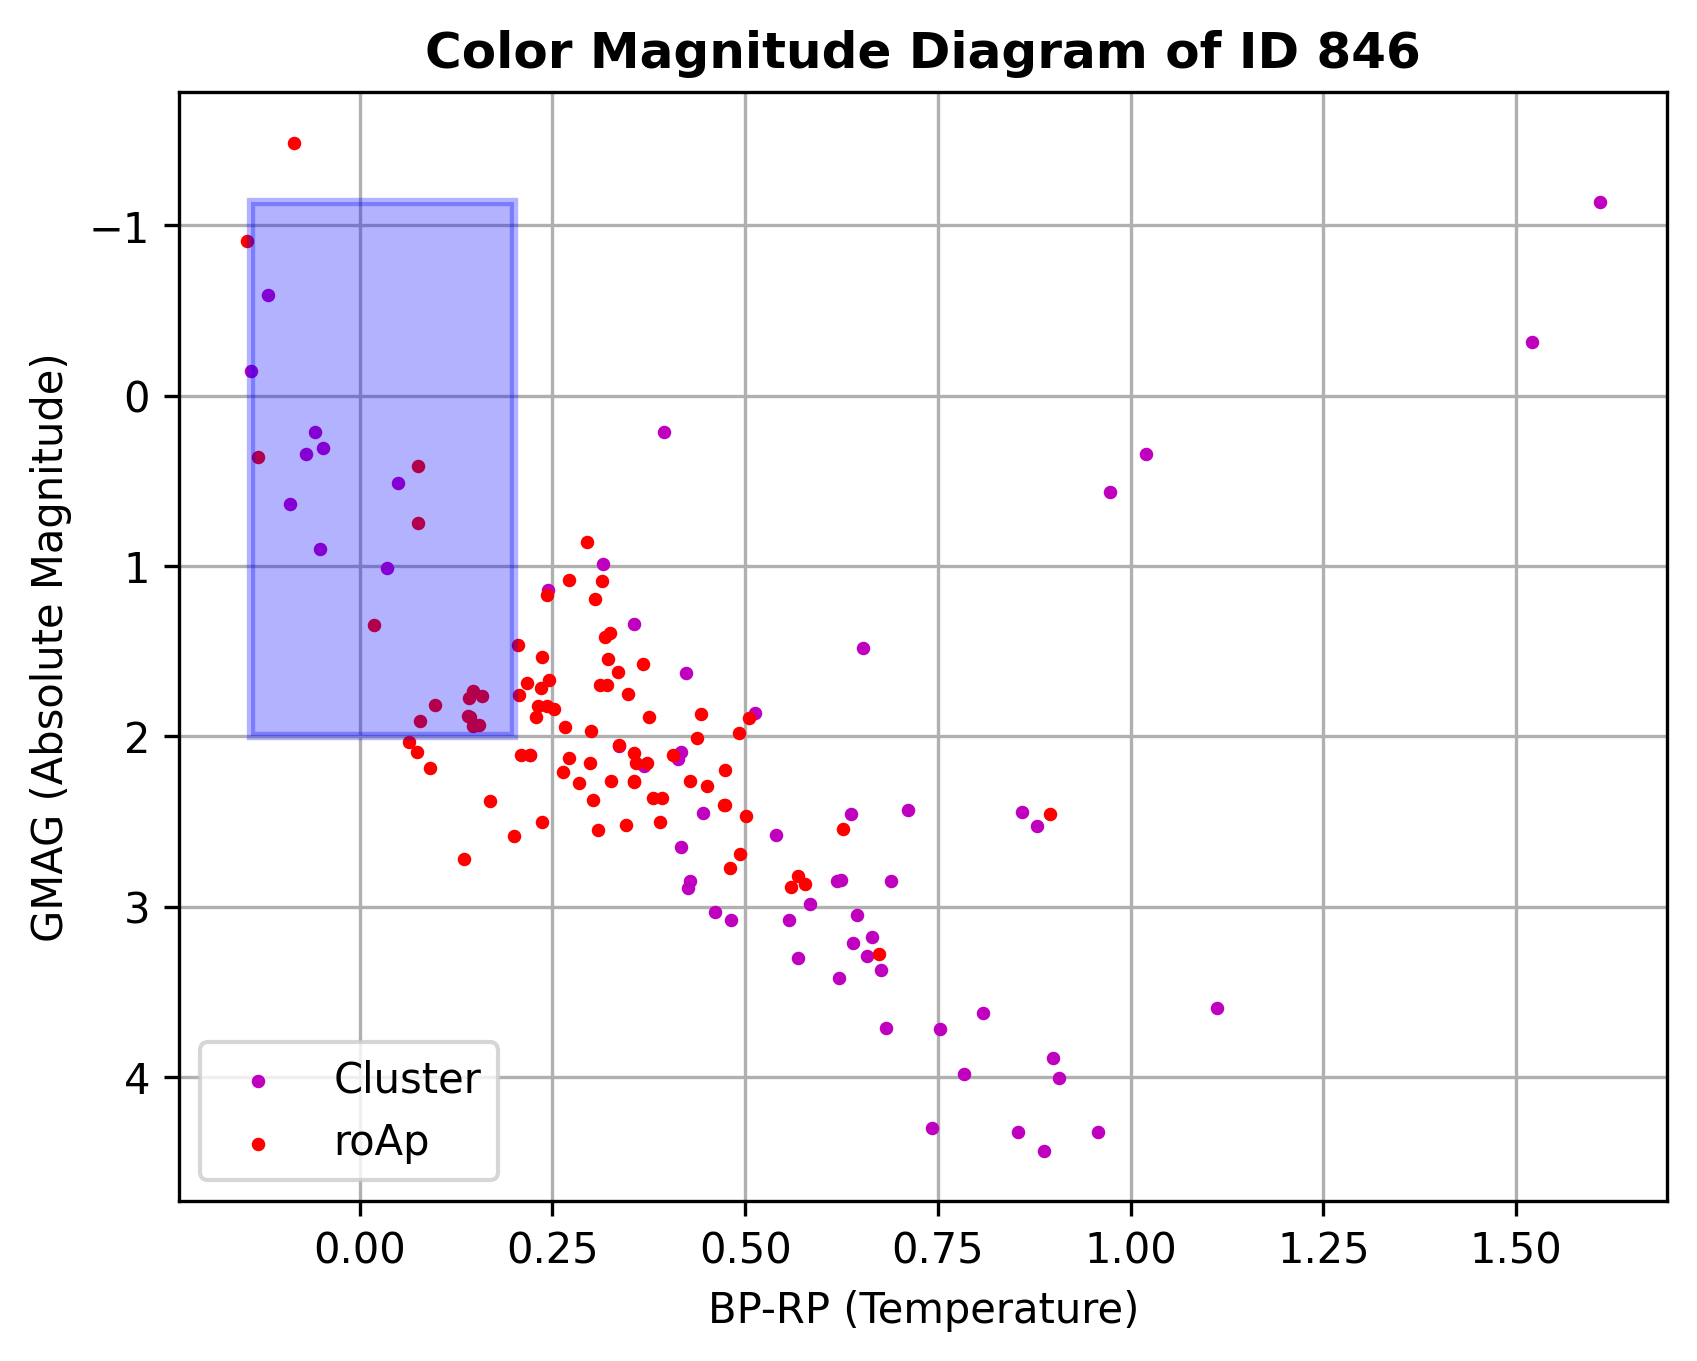 Color Magnitude Diagram of ID 846
−1
0
1
2
3
4
GMAG (Absolute Magnitude)
Cluster
roAp
0.00 0.25 0.50 0.75 1.00 1.25 1.50
BP-RP (Temperature)